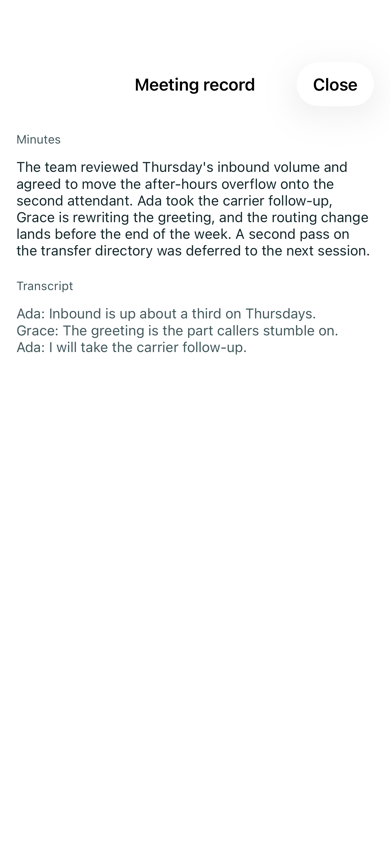 Meeting record
Close
Minutes
The team reviewed Thursday's inbound volume and
agreed to move the after-hours overflow onto the
second attendant. Ada took the carrier follow-up,
Grace is rewriting the greeting, and the routing change
lands before the end of the week. A second pass on
the transfer directory was deferred to the next session.
Transcript
Ada: Inbound is up about a third on Thursdays.
Grace: The greeting is the part callers stumble on.
Ada: I will take the carrier follow-up.